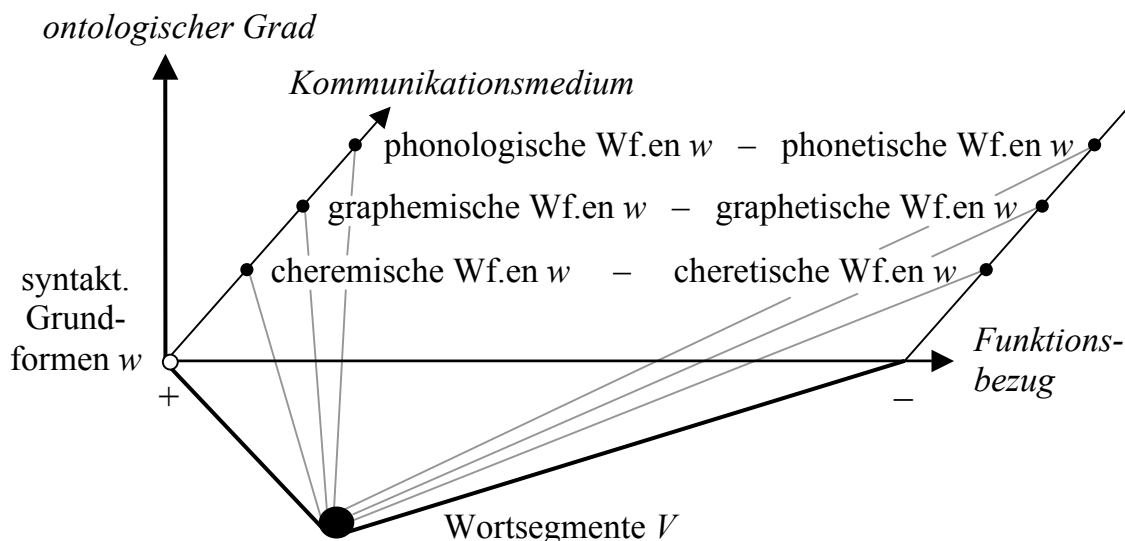 ontologischer Grad
Kommunikationsmedium
phonologische Wf.en w – phonetische Wf.en w
graphemische Wf.en w – graphetische Wf.en w
cheremische Wf.en w – cheretische Wf.en w
syntakt.
Grund-
formen w
Funktions-
bezug
+ –
Wortsegmente V